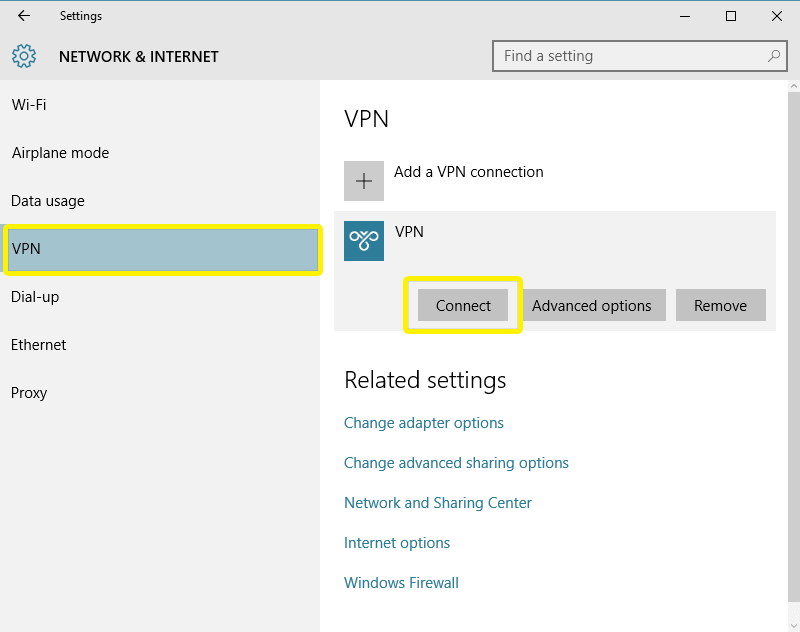 Settings
NETWORK & INTERNET
Find a setting
Wi-Fi
Airplane mode
Data usage
VPN
Dial-up
Ethernet
Proxy
VPN
Add a VPN connection
VPN
Connect
Advanced options
Remove
Related settings
Change adapter options
Change advanced sharing options
Network and Sharing Center
Internet options
Windows Firewall